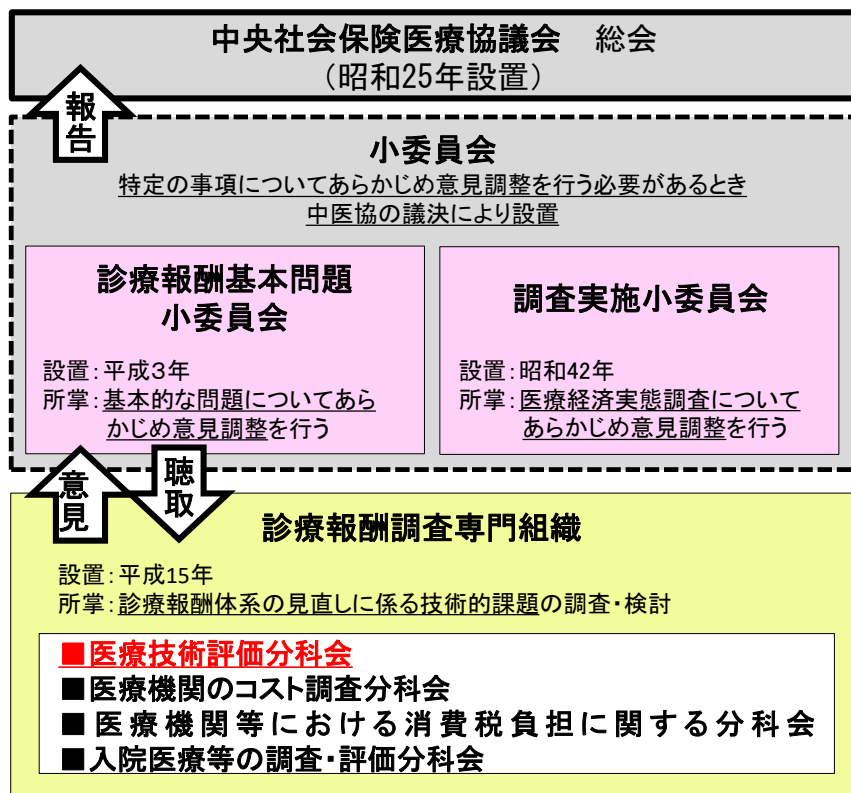 中央社会保険医療協議会　総会
（昭和25年設置）
報告
小委員会
特定の事項についてあらかじめ意見調整を行う必要があるとき
中医協の議決により設置
診療報酬基本問題
小委員会
設置：平成３年
所掌：基本的な問題についてあら
かじめ意見調整を行う
調査実施小委員会
設置：昭和42年
所掌：医療経済実態調査について
あらかじめ意見調整を行う
意見
聴取
診療報酬調査専門組織
設置：平成15年
所掌：診療報酬体系の見直しに係る技術的課題の調査・検討
■医療技術評価分科会
■医療機関のコスト調査分科会
■医療機関等における消費税負担に関する分科会
■入院医療等の調査・評価分科会